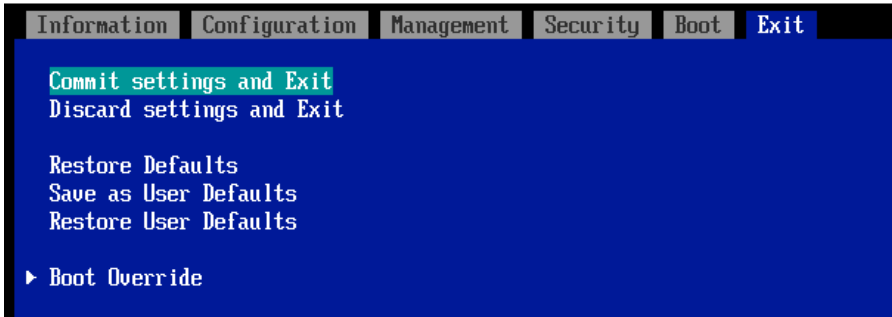 Information Configuration Management Security Boot Exit
Commit settings and Exit
Discard settings and Exit
Restore Defaults
Save as User Defaults
Restore User Defaults
Boot Override